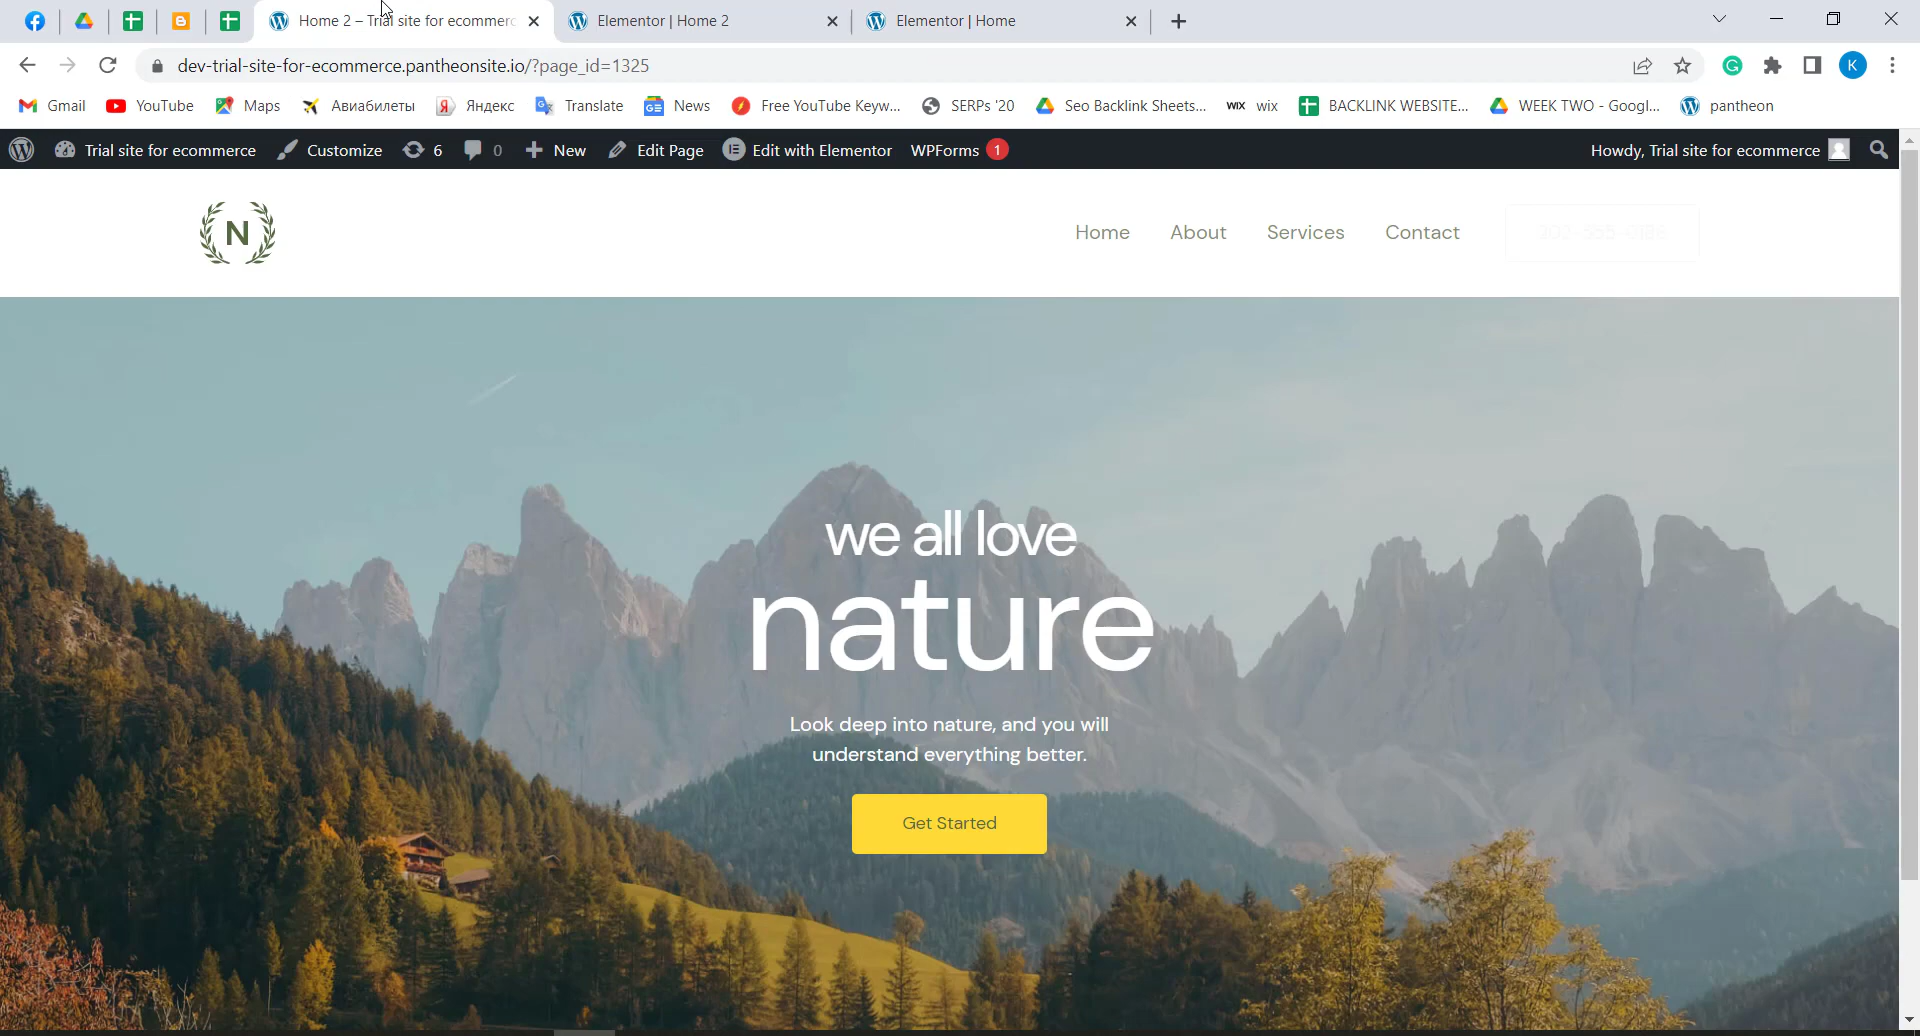 Home 2 – Trial site for ecommerc
Elementor | Home 2
Elementor | Home
dev-trial-site-for-ecommerce.pantheonsite.io/?page_id=1325
K
Gmail
YouTube
Maps
Авиабилеты
Яндекс
Translate
News
Free YouTube Keyw...
SERPs '20
Seo Backlink Sheets...
WIX wix
BACKLINK WEBSITE...
WEEK TWO - Googl...
pantheon
Trial site for ecommerce
Customize
6
0
New
Edit Page
Edit with Elementor
WPForms 1
Howdy, Trial site for ecommerce
N
Home
About
Services
Contact
we all love
nature
Look deep into nature, and you will
understand everything better.
Get Started